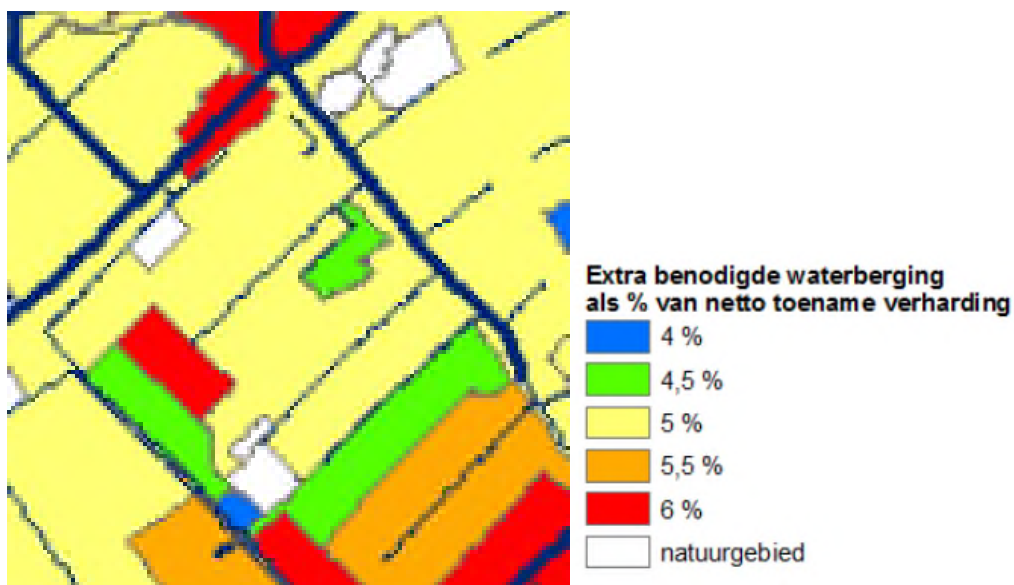 Extra benodigde waterberging
als % van netto toename verharding
4 %
4,5 %
5 %
5,5 %
6 %
natuurgebied